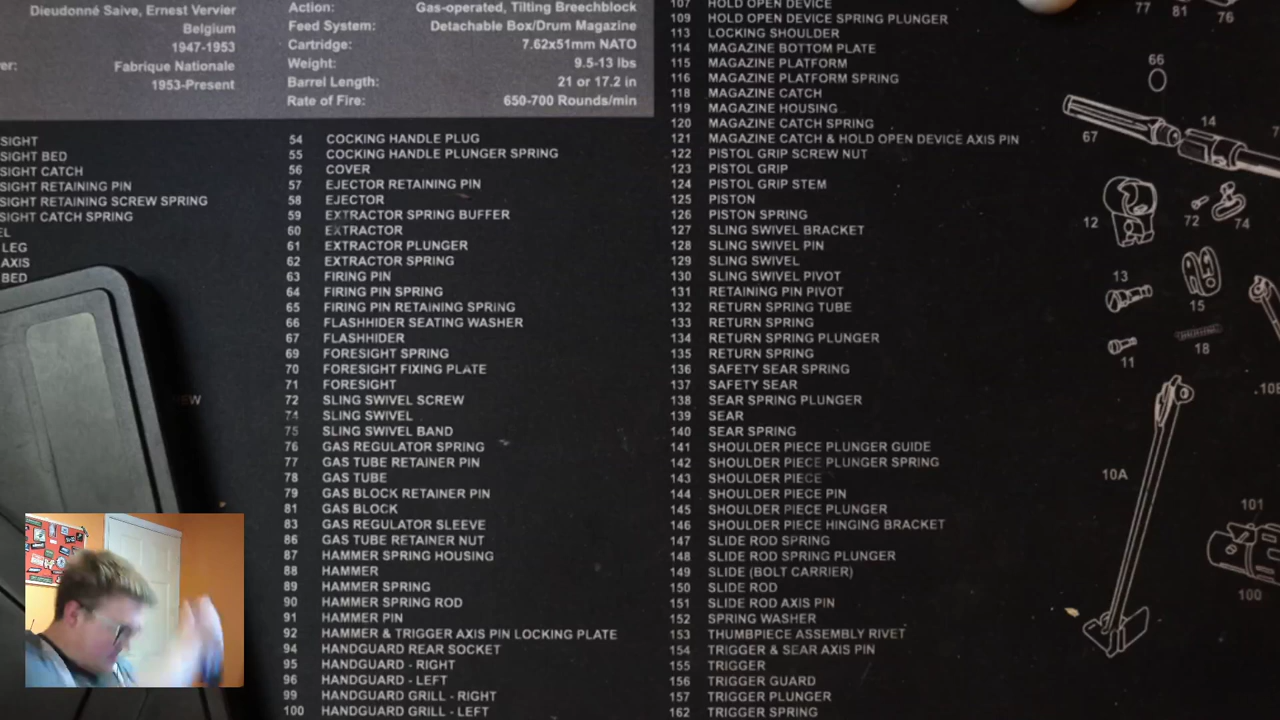 Dieudonné Saive, Ernest Vervier
Belgium
1947-1953
er: Fabrique Nationale
1953-Present
Action: Gas-operated, Tilting Breechblock
Feed System: Detachable Box/Drum Magazine
Cartridge: 7.62x51mm NATO
Weight: 9.5-13 lbs
Barrel Length: 21 or 17.2 in
Rate of Fire: 650-700 Rounds/min
SIGHT
SIGHT BED
SIGHT CATCH
SIGHT RETAINING PIN
SIGHT RETAINING SCREW SPRING
SIGHT CATCH SPRING
EL
LEG
AXIS
BED
EW
54 COCKING HANDLE PLUG
55 COCKING HANDLE PLUNGER SPRING
56 COVER
57 EJECTOR RETAINING PIN
58 EJECTOR
59 EXTRACTOR SPRING BUFFER
60 EXTRACTOR
61 EXTRACTOR PLUNGER
62 EXTRACTOR SPRING
63 FIRING PIN
64 FIRING PIN SPRING
65 FIRING PIN RETAINING SPRING
66 FLASHHIDER SEATING WASHER
67 FLASHHIDER
69 FORESIGHT SPRING
70 FORESIGHT FIXING PLATE
71 FORESIGHT
72 SLING SWIVEL SCREW
74 SLING SWIVEL
75 SLING SWIVEL BAND
76 GAS REGULATOR SPRING
77 GAS TUBE RETAINER PIN
78 GAS TUBE
79 GAS BLOCK RETAINER PIN
81 GAS BLOCK
83 GAS REGULATOR SLEEVE
86 GAS TUBE RETAINER NUT
87 HAMMER SPRING HOUSING
88 HAMMER
89 HAMMER SPRING
90 HAMMER SPRING ROD
91 HAMMER PIN
92 HAMMER & TRIGGER AXIS PIN LOCKING PLATE
94 HANDGUARD REAR SOCKET
95 HANDGUARD - RIGHT
96 HANDGUARD - LEFT
99 HANDGUARD GRILL - RIGHT
100 HANDGUARD GRILL - LEFT
107 HOLD OPEN DEVICE
109 HOLD OPEN DEVICE SPRING PLUNGER
113 LOCKING SHOULDER
114 MAGAZINE BOTTOM PLATE
115 MAGAZINE PLATFORM
116 MAGAZINE PLATFORM SPRING
118 MAGAZINE CATCH
119 MAGAZINE HOUSING
120 MAGAZINE CATCH SPRING
121 MAGAZINE CATCH & HOLD OPEN DEVICE AXIS PIN
122 PISTOL GRIP SCREW NUT
123 PISTOL GRIP
124 PISTOL GRIP STEM
125 PISTON
126 PISTON SPRING
127 SLING SWIVEL BRACKET
128 SLING SWIVEL PIN
129 SLING SWIVEL
130 SLING SWIVEL PIVOT
131 RETAINING PIN PIVOT
132 RETURN SPRING TUBE
133 RETURN SPRING
134 RETURN SPRING PLUNGER
135 RETURN SPRING
136 SAFETY SEAR SPRING
137 SAFETY SEAR
138 SEAR SPRING PLUNGER
139 SEAR
140 SEAR SPRING
141 SHOULDER PIECE PLUNGER GUIDE
142 SHOULDER PIECE PLUNGER SPRING
143 SHOULDER PIECE
144 SHOULDER PIECE PIN
145 SHOULDER PIECE PLUNGER
146 SHOULDER PIECE HINGING BRACKET
147 SLIDE ROD SPRING
148 SLIDE ROD SPRING PLUNGER
149 SLIDE (BOLT CARRIER)
150 SLIDE ROD
151 SLIDE ROD AXIS PIN
152 SPRING WASHER
153 THUMBPIECE ASSEMBLY RIVET
154 TRIGGER & SEAR AXIS PIN
155 TRIGGER
156 TRIGGER GUARD
157 TRIGGER PLUNGER
162 TRIGGER SPRING
77 81 76
66
67 14
12 72 74
13 15
11 18
10A
101
100